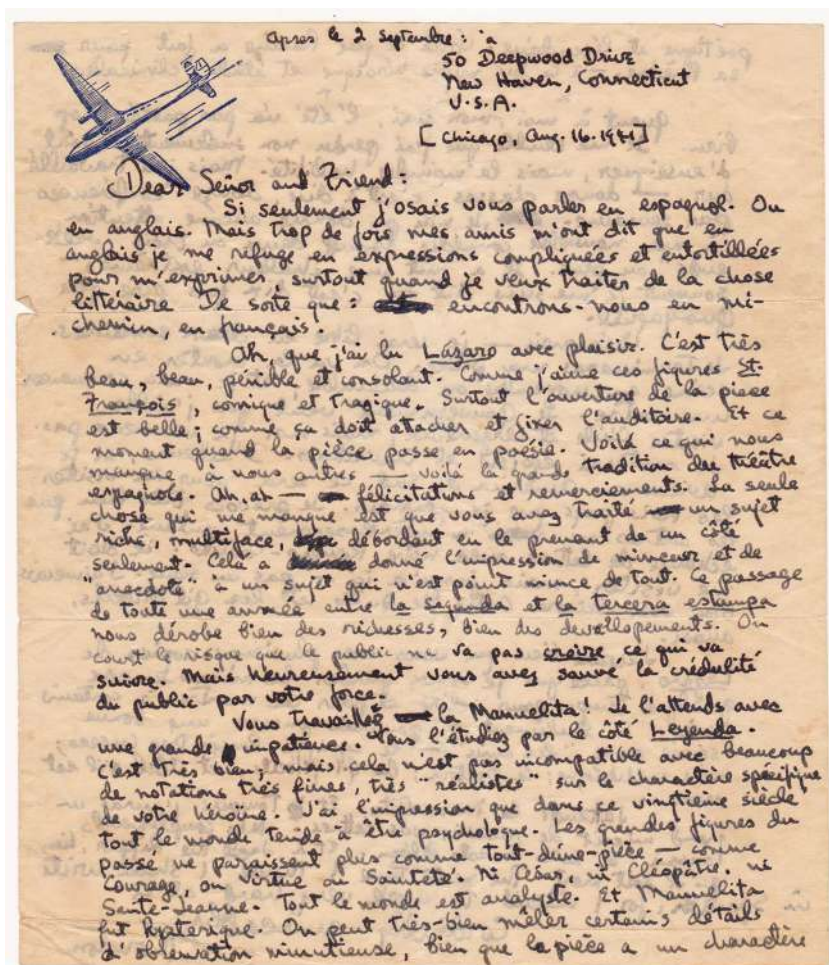 après le 2 septembre : à
50 Deepwood Drive
New Haven, Connecticut
U.S.A.
[Chicago, Aug. 16. 1941]
Dear Señor and Friend:
Si seulement j'osais vous parler en espagnol. Ou
en anglais. Mais trop de fois mes amis m'ont dit que en
anglais je me réfuge en expressions compliquées et entortillées
pour m'exprimer, surtout quand je veux traiter de la chose
littéraire De sorte que : encontrons-nous en mi-
chemin, en français.
Ah, que j'ai lu Lázaro avec plaisir. C'est très
beau, beau, pénible et consolant. Comme j'aime ces figures St.
François, comique et tragique. Surtout l'ouverture de la pièce
est belle; comme ça doit attacher et fixer l'auditoire. Et ce
moment quand la pièce passe en poésie. Voilà ce qui nous
manque à nous autres — voilà la grande tradition du théâtre
espagnole. Ah, ah — félicitations et remerciements. La seule
chose qui me manque est que vous avez traité un sujet
riche, multiface, débordant en le prenant de un côté
seulement. Cela a donné l'impression de minceur et de
"anecdote" à un sujet qui n'est point mince de tout. Ce passage
de toute une année entre la segunda et la tercera estampa
nous dérobe bien des richesses, bien des devellopements. On
court le risque que le public ne va pas croire ce qui va
suivre. Mais heureusement vous avez sauvé la crédulité
du public par votre force.
Vous travaillez la Manuelita! Je l'attends avec
une grande impatience. Vous l'étudiez par le côté Leyenda.
C'est très bien; mais cela n'est pas incompatible avec beaucoup
de notations très fines, très "réalistes" sur le charactère spécifique
de votre héroïne. J'ai l'impression que dans ce vingtième siècle
tout le monde tende à être psychologue. Les grandes figures du
passé ne paraissent plus comme tout-d'une-pièce — comme
Courage, ou Virtue ou Sainteté. Ni César, ni Cléopâtre, ni
Sante-Jeanne. Tout le monde est analyste. Et Manuelita
fut hysterique. On peut très-bien mêler certains détails
d'observation minutieuse, bien que la pièce a un charactère